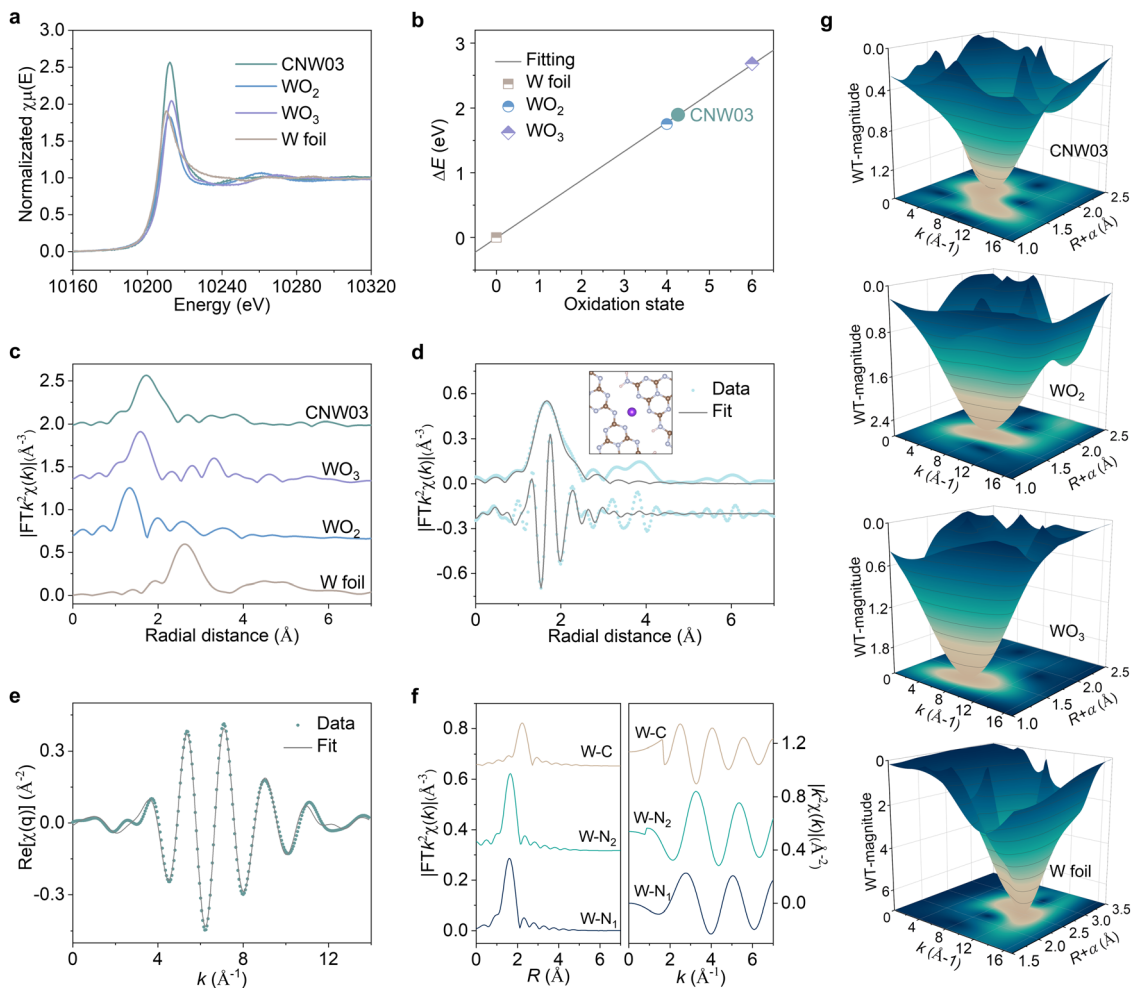 a
Normalizated χμ(E)
3.0
2.5
2.0
1.5
1.0
0.5
0.0
10160 10200 10240 10280 10320
Energy (eV)
CNW03
WO2
WO3
W foil
b
ΔE (eV)
3
2
1
0
0 1 2 3 4 5 6
Oxidation state
Fitting
W foil
WO2
WO3
CNW03
c
|FTk²χ(k)|(Å⁻³)
2.5
2.0
1.5
1.0
0.5
0.0
0 2 4 6
Radial distance (Å)
CNW03
WO3
WO2
W foil
d
|FTk²χ(k)|(Å⁻³)
0.6
0.3
0.0
-0.3
-0.6
0 2 4 6
Radial distance (Å)
Data
Fit
e
Re[χ(q)] (Å⁻²)
0.3
0.0
-0.3
0 4 8 12
k (Å⁻¹)
Data
Fit
f
|FTk²χ(k)|(Å⁻³)
0.8
0.6
0.4
0.2
0.0
0 2 4 6
R (Å)
W-C
W-N2
W-N1
W-C
W-N2
W-N1
0 2 4 6
k (Å⁻¹)
1.2
0.8
0.4
0.0
|k²χ(k)|(Å⁻²)
g
WT-magnitude
0.0
0.4
0.8
1.2
0 4 8 12 16
k (Å-1)
1.0 1.5 2.0 2.5
R+α (Å)
CNW03
WT-magnitude
0.0
0.8
1.6
2.4
0 4 8 12 16
k (Å-1)
1.0 1.5 2.0 2.5
R+α (Å)
WO2
WT-magnitude
0.0
0.6
1.2
1.8
0 4 8 12 16
k (Å-1)
1.0 1.5 2.0 2.5
R+α (Å)
WO3
WT-magnitude
0
2
4
6
0 4 8 12 16
k (Å-1)
1.5 2.0 2.5 3.0 3.5
R+α (Å)
W foil